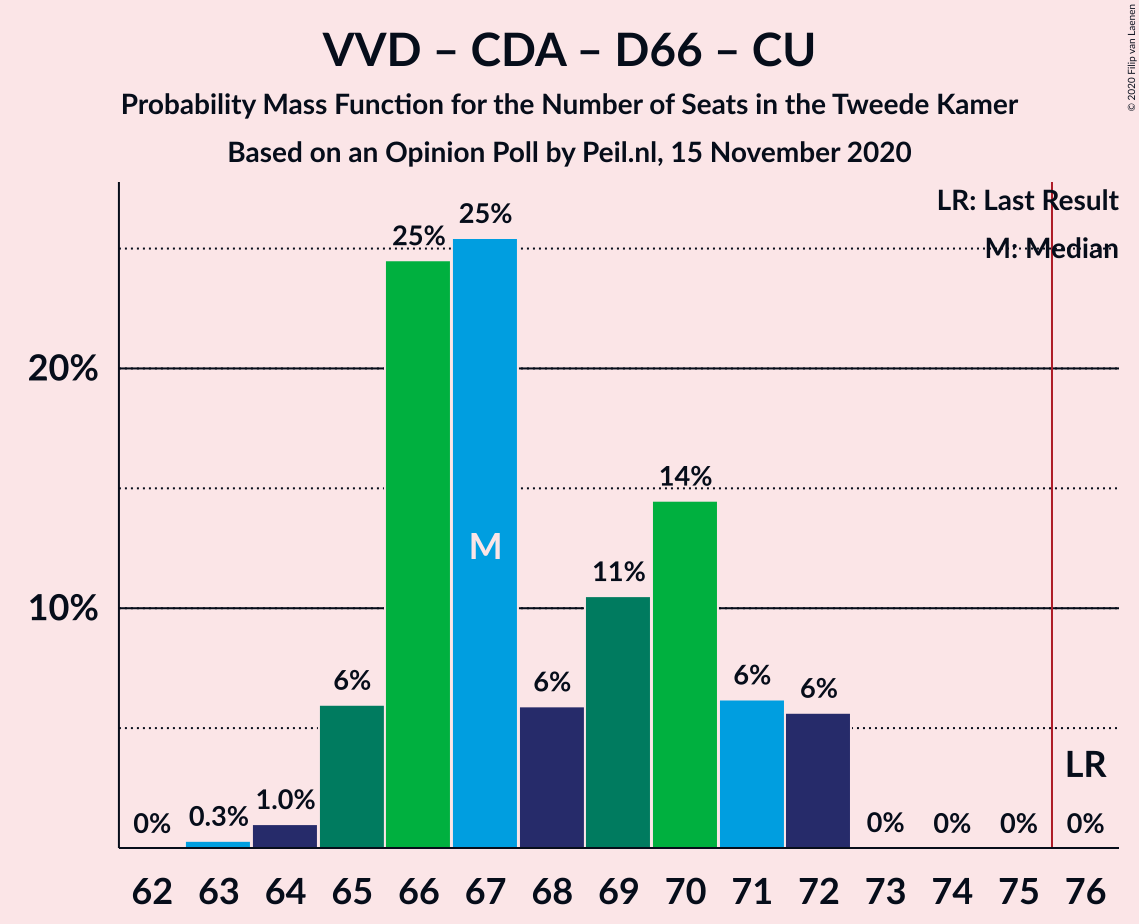 VVD – CDA – D66 – CU
Probability Mass Function for the Number of Seats in the Tweede Kamer
Based on an Opinion Poll by Peil.nl, 15 November 2020
© 2020 Filip van Laenen
LR: Last Result
M: Median
20%
10%
0%
0.3%
1.0%
6%
25%
25%
6%
11%
14%
6%
6%
0%
0%
0%
0%
M
LR
62 63 64 65 66 67 68 69 70 71 72 73 74 75 76